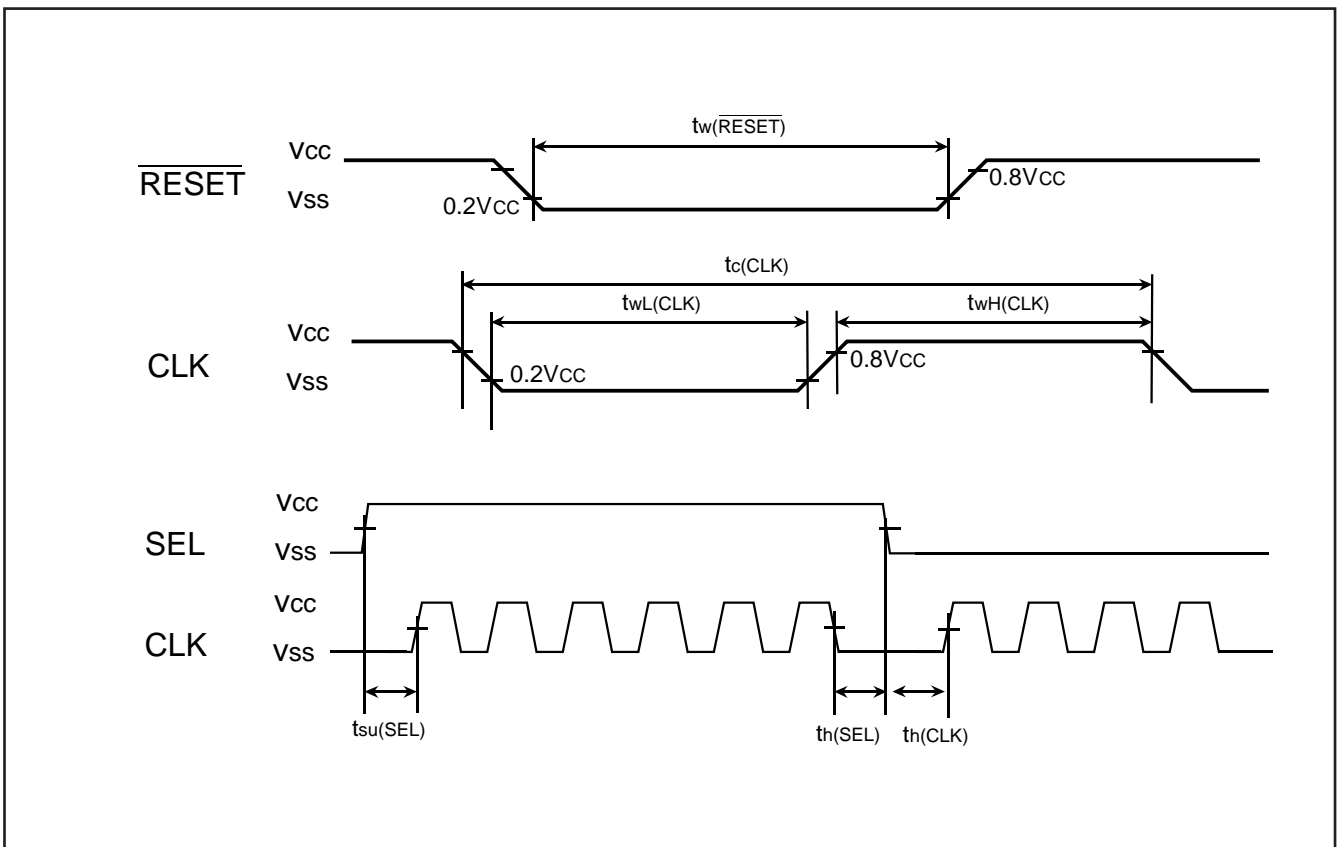 tw(RESET)
VCC
RESET
VSS
0.2VCC
0.8VCC
tc(CLK)
twL(CLK)
twH(CLK)
VCC
CLK
VSS
0.2VCC
0.8VCC
VCC
SEL
VSS
VCC
CLK
VSS
tsu(SEL)
th(SEL)
th(CLK)